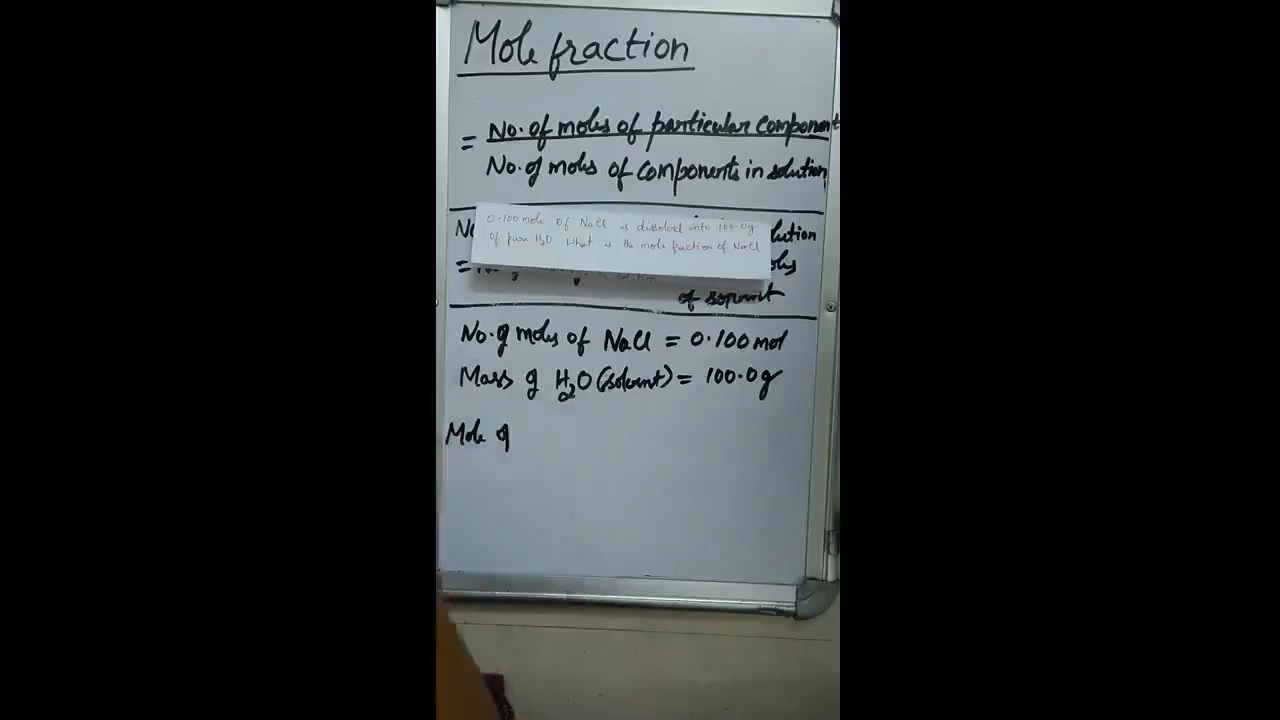 Mole fraction
= No. of moles of particular component
No. of moles of components in solution
0.100 mole of NaCl is dissolved into 100.0g
of pure H2O What is the mole fraction of NaCl
of solvent
No. of moles of NaCl = 0.100 mol
Mass of H2O (solvent) = 100.0g
Mole of